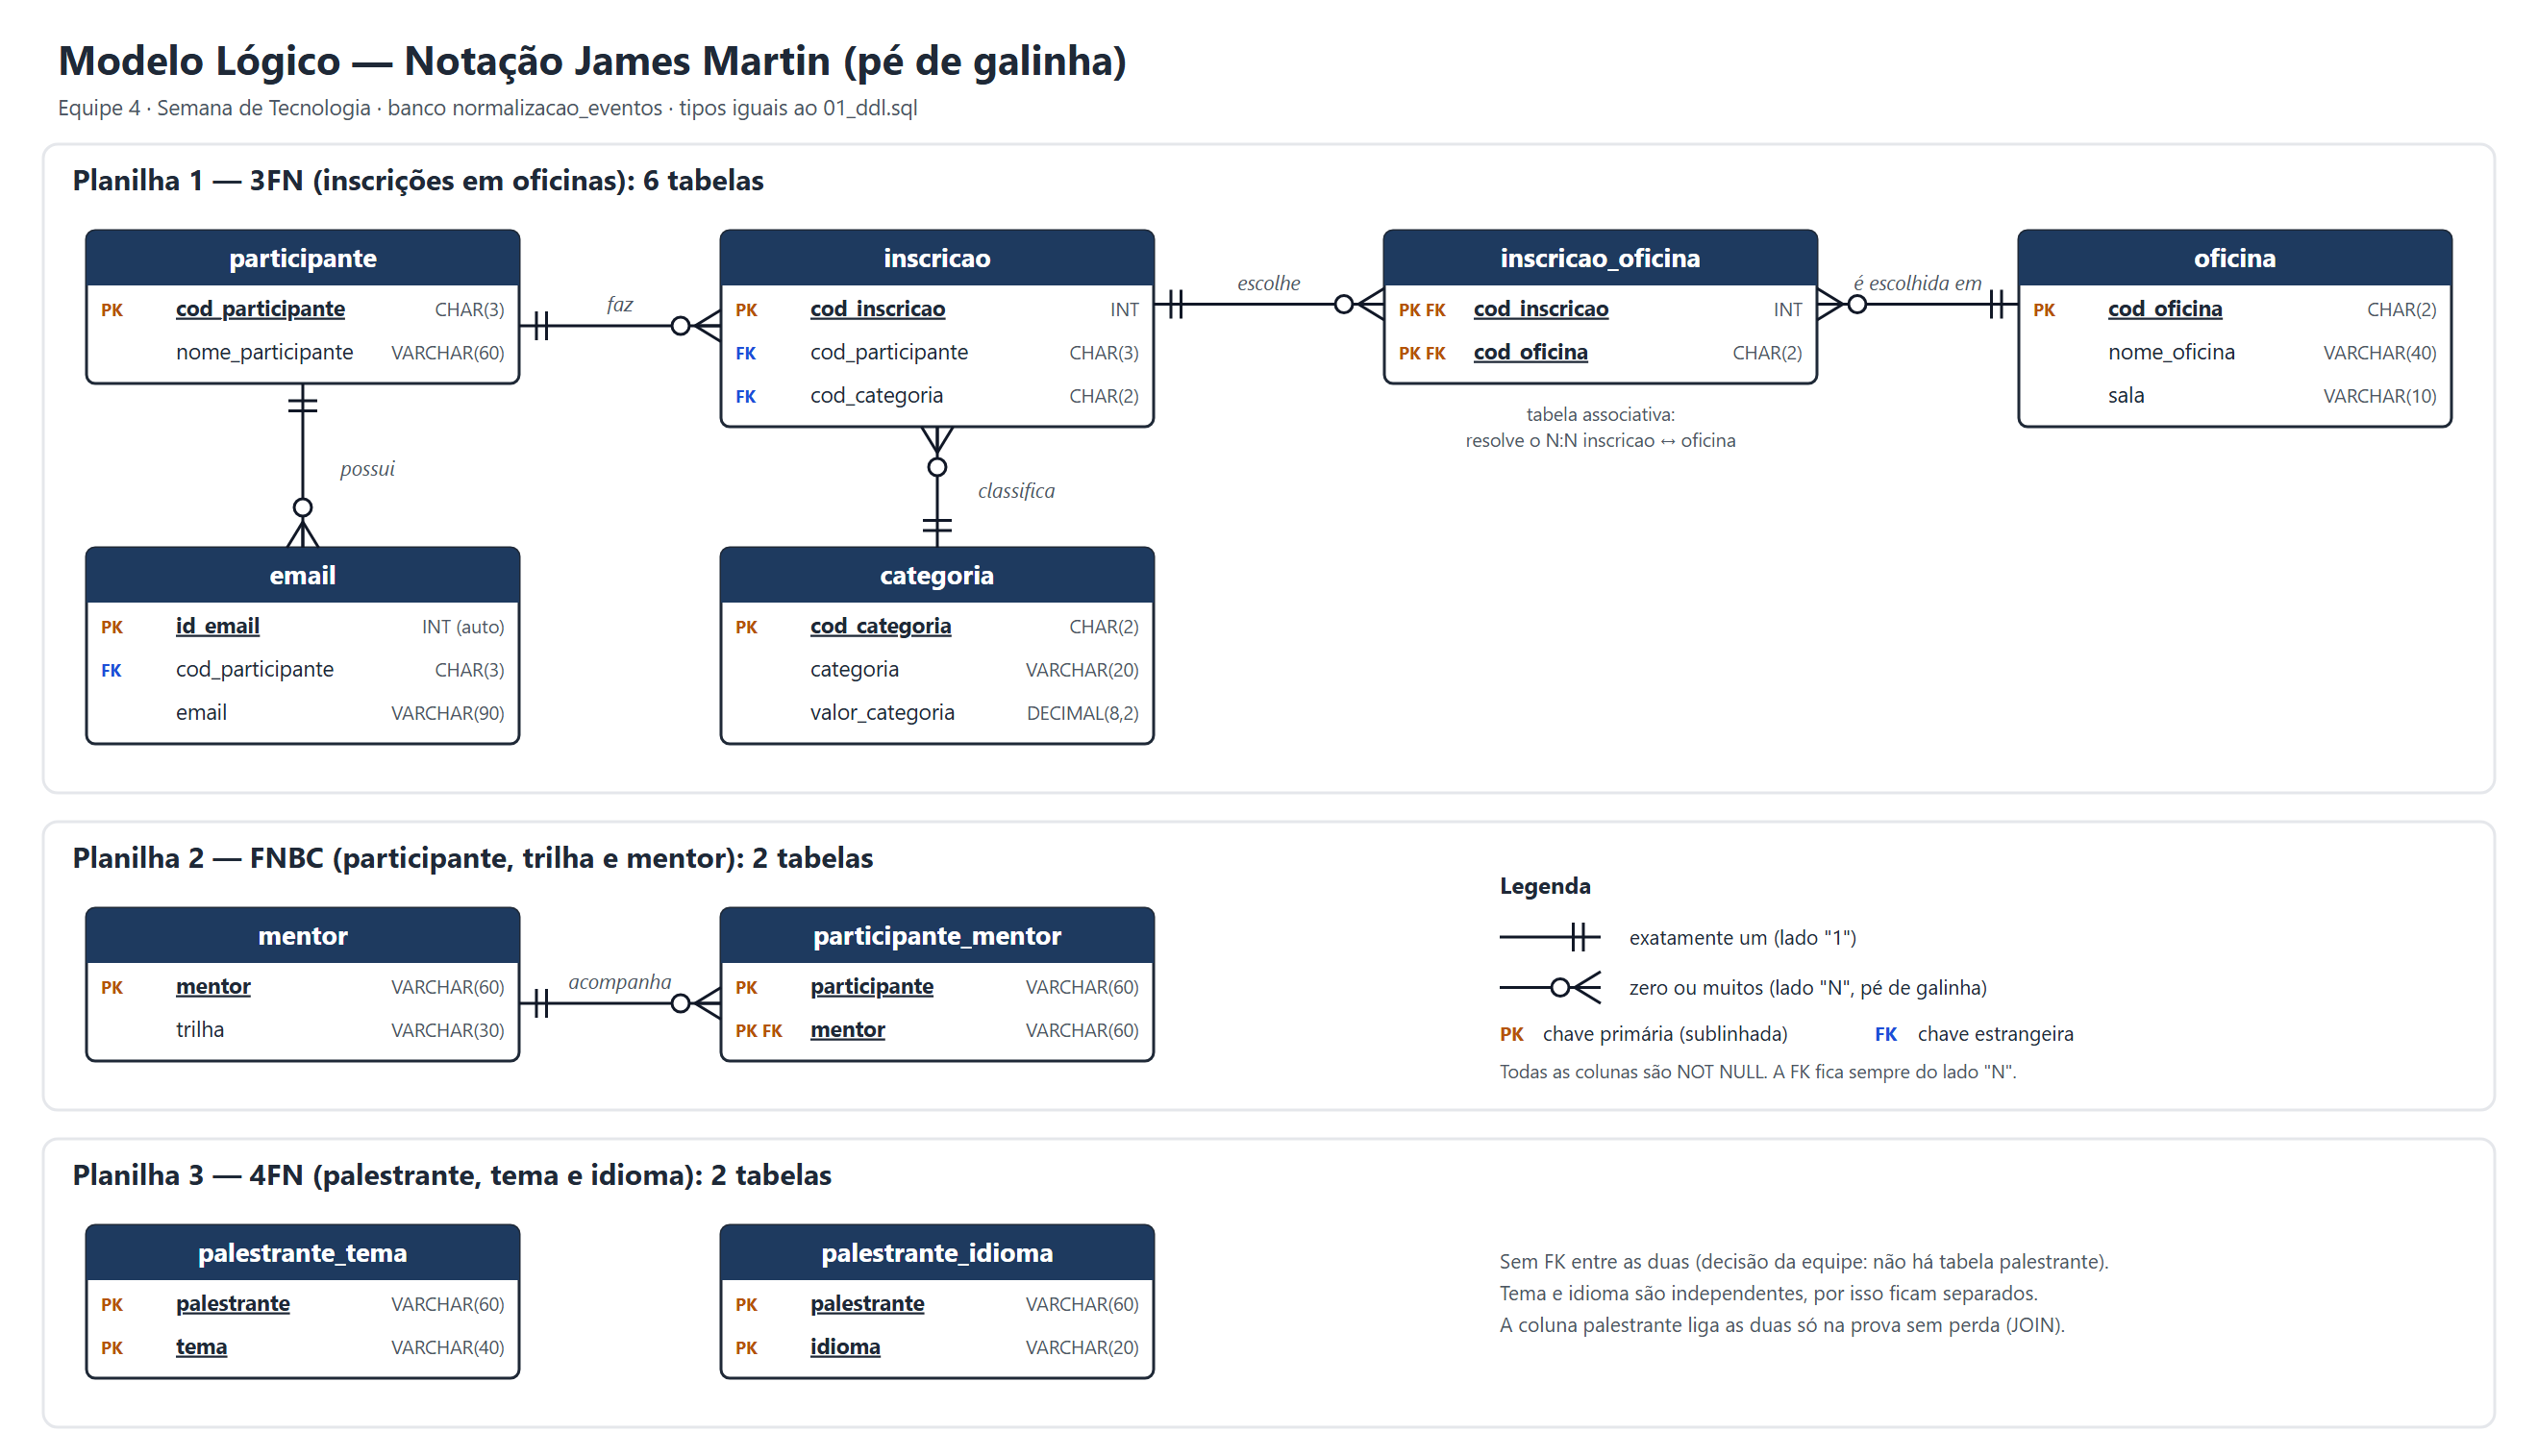 Modelo Lógico — Notação James Martin (pé de galinha)
Equipe 4 · Semana de Tecnologia · banco normalizacao_eventos · tipos iguais ao 01_ddl.sql
Planilha 1 — 3FN (inscrições em oficinas): 6 tabelas
participante
PK cod_participante CHAR(3)
nome_participante VARCHAR(60)
faz
inscricao
PK cod_inscricao INT
FK cod_participante CHAR(3)
FK cod_categoria CHAR(2)
escolhe
inscricao_oficina
PK FK cod_inscricao INT
PK FK cod_oficina CHAR(2)
tabela associativa:
resolve o N:N inscricao ↔ oficina
é escolhida em
oficina
PK cod_oficina CHAR(2)
nome_oficina VARCHAR(40)
sala VARCHAR(10)
possui
classifica
email
PK id_email INT (auto)
FK cod_participante CHAR(3)
email VARCHAR(90)
categoria
PK cod_categoria CHAR(2)
categoria VARCHAR(20)
valor_categoria DECIMAL(8,2)
Planilha 2 — FNBC (participante, trilha e mentor): 2 tabelas
mentor
PK mentor VARCHAR(60)
trilha VARCHAR(30)
acompanha
participante_mentor
PK participante VARCHAR(60)
PK FK mentor VARCHAR(60)
Legenda
exatamente um (lado "1")
zero ou muitos (lado "N", pé de galinha)
PK chave primária (sublinhada) FK chave estrangeira
Todas as colunas são NOT NULL. A FK fica sempre do lado "N".
Planilha 3 — 4FN (palestrante, tema e idioma): 2 tabelas
palestrante_tema
PK palestrante VARCHAR(60)
PK tema VARCHAR(40)
palestrante_idioma
PK palestrante VARCHAR(60)
PK idioma VARCHAR(20)
Sem FK entre as duas (decisão da equipe: não há tabela palestrante).
Tema e idioma são independentes, por isso ficam separados.
A coluna palestrante liga as duas só na prova sem perda (JOIN).